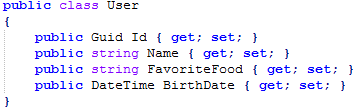 public class User
{
    public Guid Id { get; set; }
    public string Name { get; set; }
    public string FavoriteFood { get; set; }
    public DateTime BirthDate { get; set; }
}